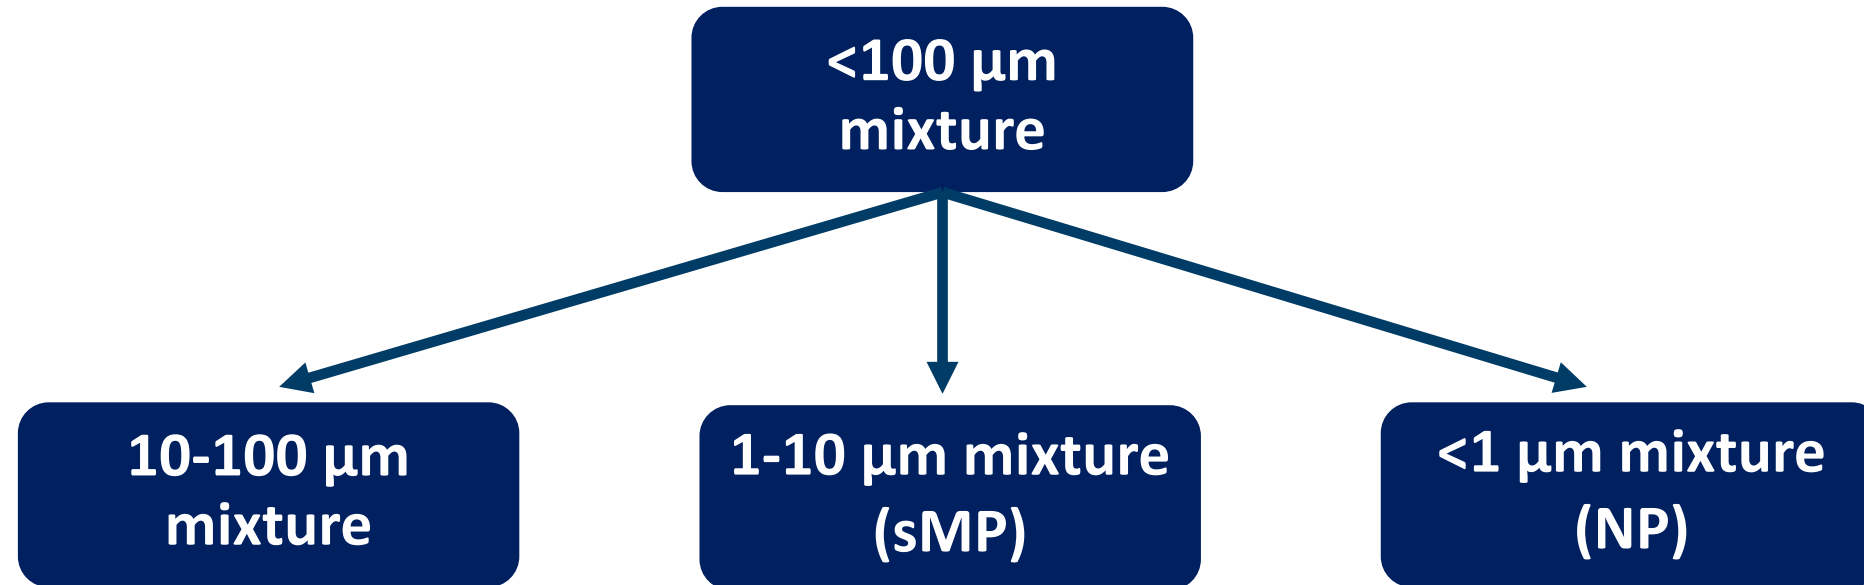 <100 µm
mixture
10-100 µm
mixture
1-10 µm mixture
(sMP)
<1 µm mixture
(NP)